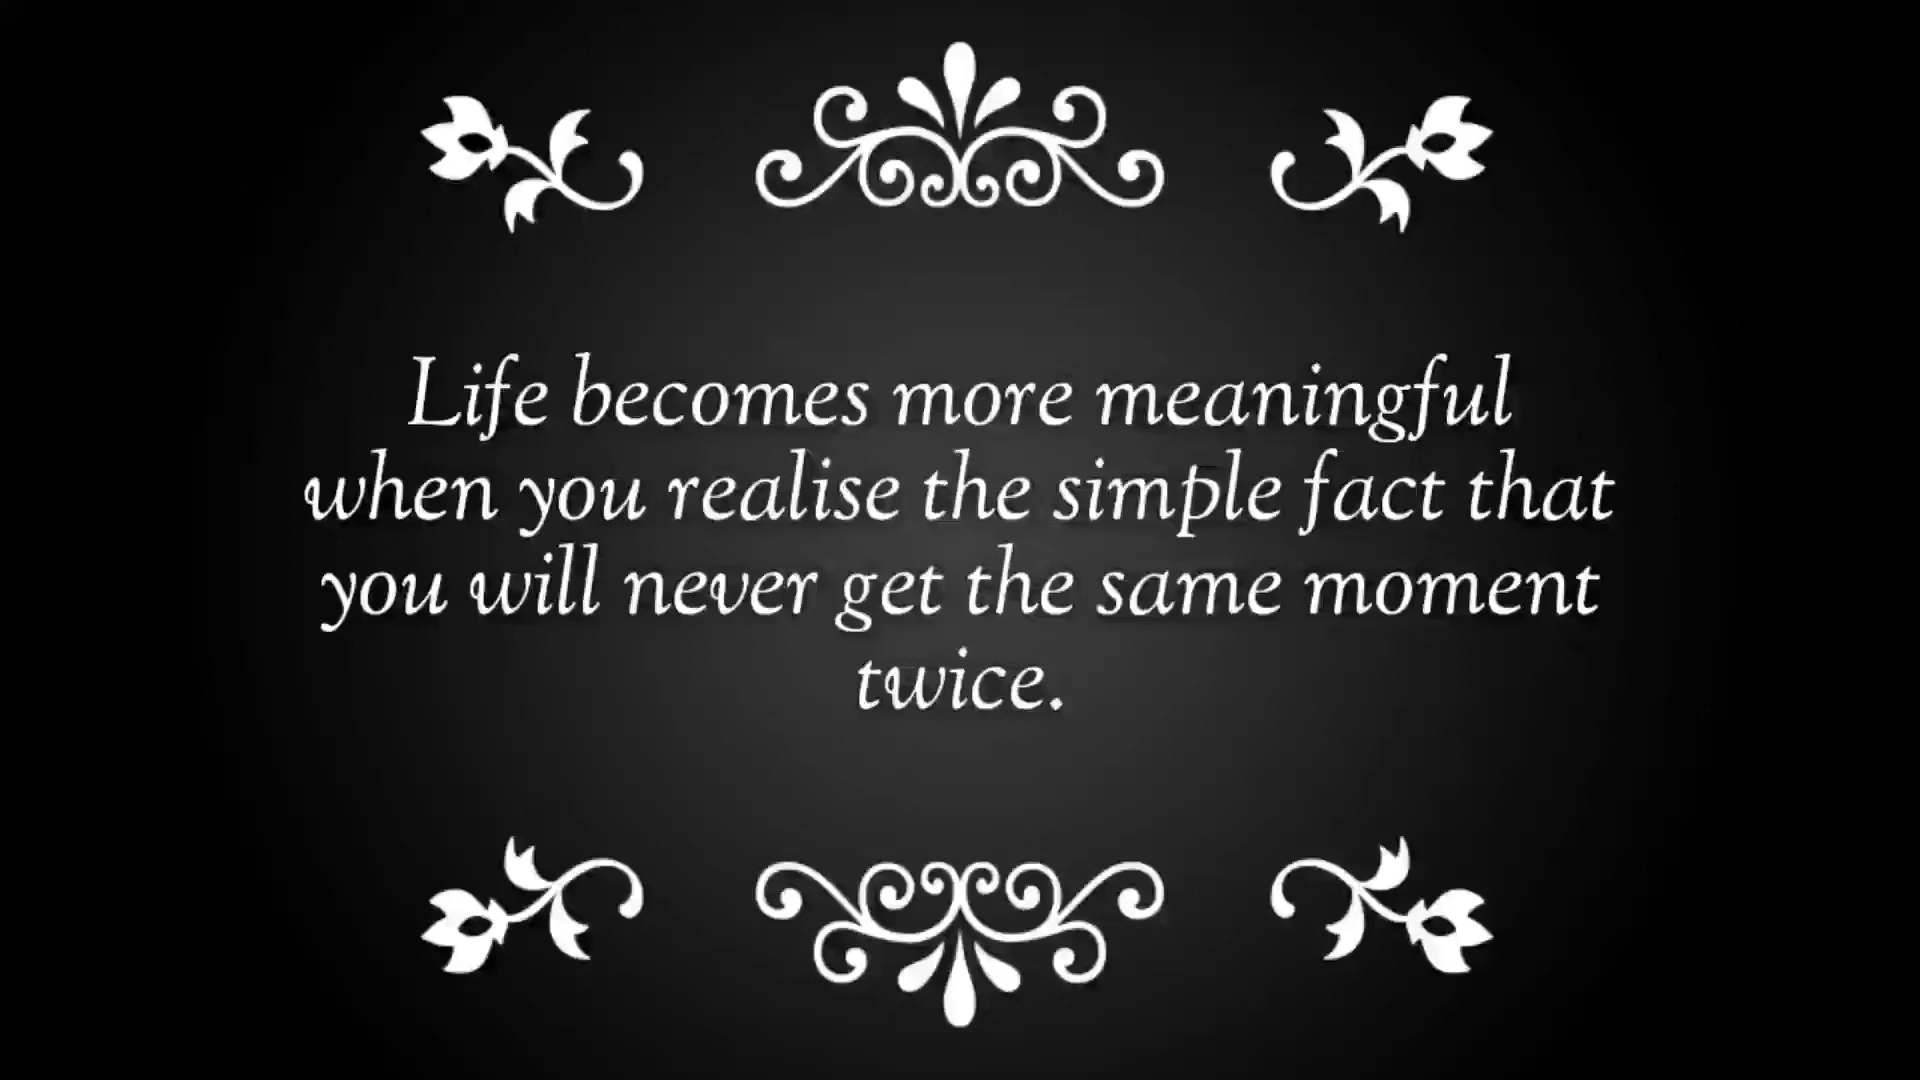 Life becomes more meaningful
when you realise the simple fact that
you will never get the same moment
twice.